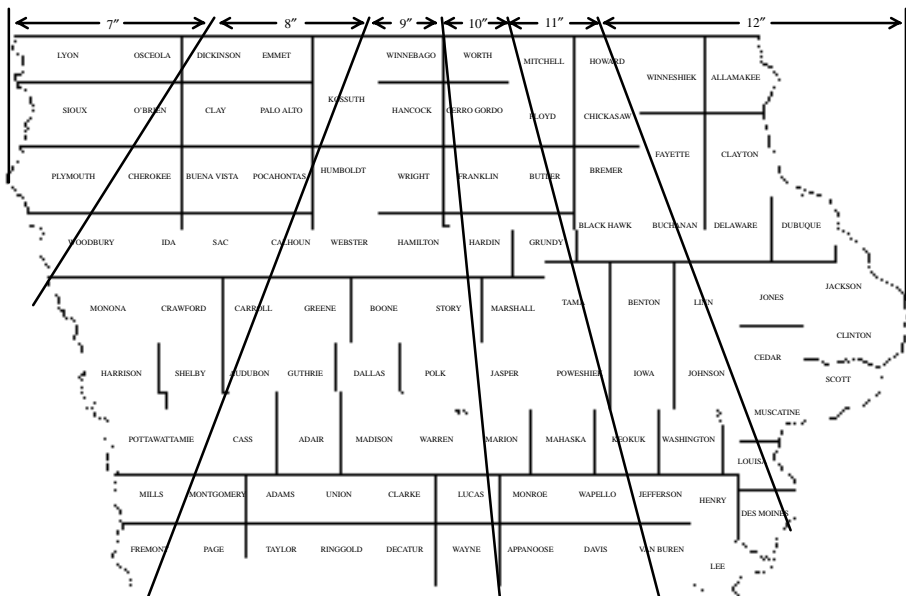 7″ 8″ 9″ 10″ 11″ 12″
LYON OSCEOLA DICKINSON EMMET WINNEBAGO WORTH MITCHELL HOWARD
WINNESHIEK ALLAMAKEE
KOSSUTH
SIOUX O'BRIEN CLAY PALO ALTO HANCOCK CERRO GORDO FLOYD CHICKASAW
FAYETTE CLAYTON
PLYMOUTH CHEROKEE BUENA VISTA POCAHONTAS HUMBOLDT WRIGHT FRANKLIN BUTLER BREMER
BLACK HAWK BUCHANAN DELAWARE DUBUQUE
WOODBURY IDA SAC CALHOUN WEBSTER HAMILTON HARDIN GRUNDY
JACKSON
MONONA CRAWFORD CARROLL GREENE BOONE STORY MARSHALL TAMA BENTON LINN JONES
CLINTON
CEDAR
HARRISON SHELBY AUDUBON GUTHRIE DALLAS POLK JASPER POWESHIEK IOWA JOHNSON SCOTT
MUSCATINE
POTTAWATTAMIE CASS ADAIR MADISON WARREN MARION MAHASKA KEOKUK WASHINGTON
LOUISA
MILLS MONTGOMERY ADAMS UNION CLARKE LUCAS MONROE WAPELLO JEFFERSON HENRY
DES MOINES
FREMONT PAGE TAYLOR RINGGOLD DECATUR WAYNE APPANOOSE DAVIS VAN BUREN
LEE